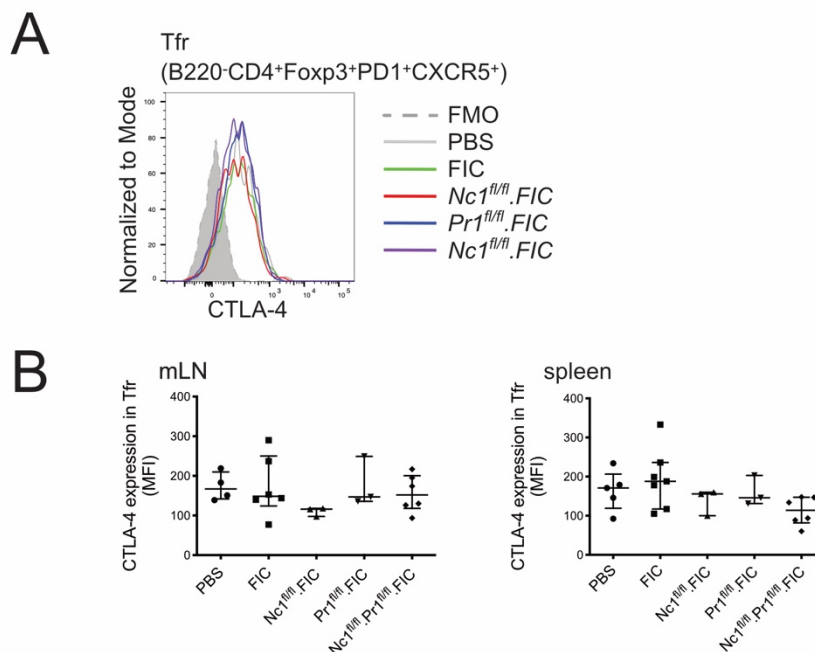 A
Tfr
(B220-CD4+Foxp3+PD1+CXCR5+)
Normalized to Mode
100
80
60
40
20
0
0
10³
10⁴
10⁵
CTLA-4
FMO
PBS
FIC
Nc1fl/fl.FIC
Pr1fl/fl.FIC
Nc1fl/fl.FIC
B
mLN
CTLA-4 expression in Tfr
(MFI)
400
300
200
100
0
PBS
FIC
Nc1fl/fl.FIC
Pr1fl/fl.FIC
Nc1fl/fl.Pr1fl/fl.FIC
spleen
CTLA-4 expression in Tfr
(MFI)
400
300
200
100
0
PBS
FIC
Nc1fl/fl.FIC
Pr1fl/fl.FIC
Nc1fl/fl.Pr1fl/fl.FIC